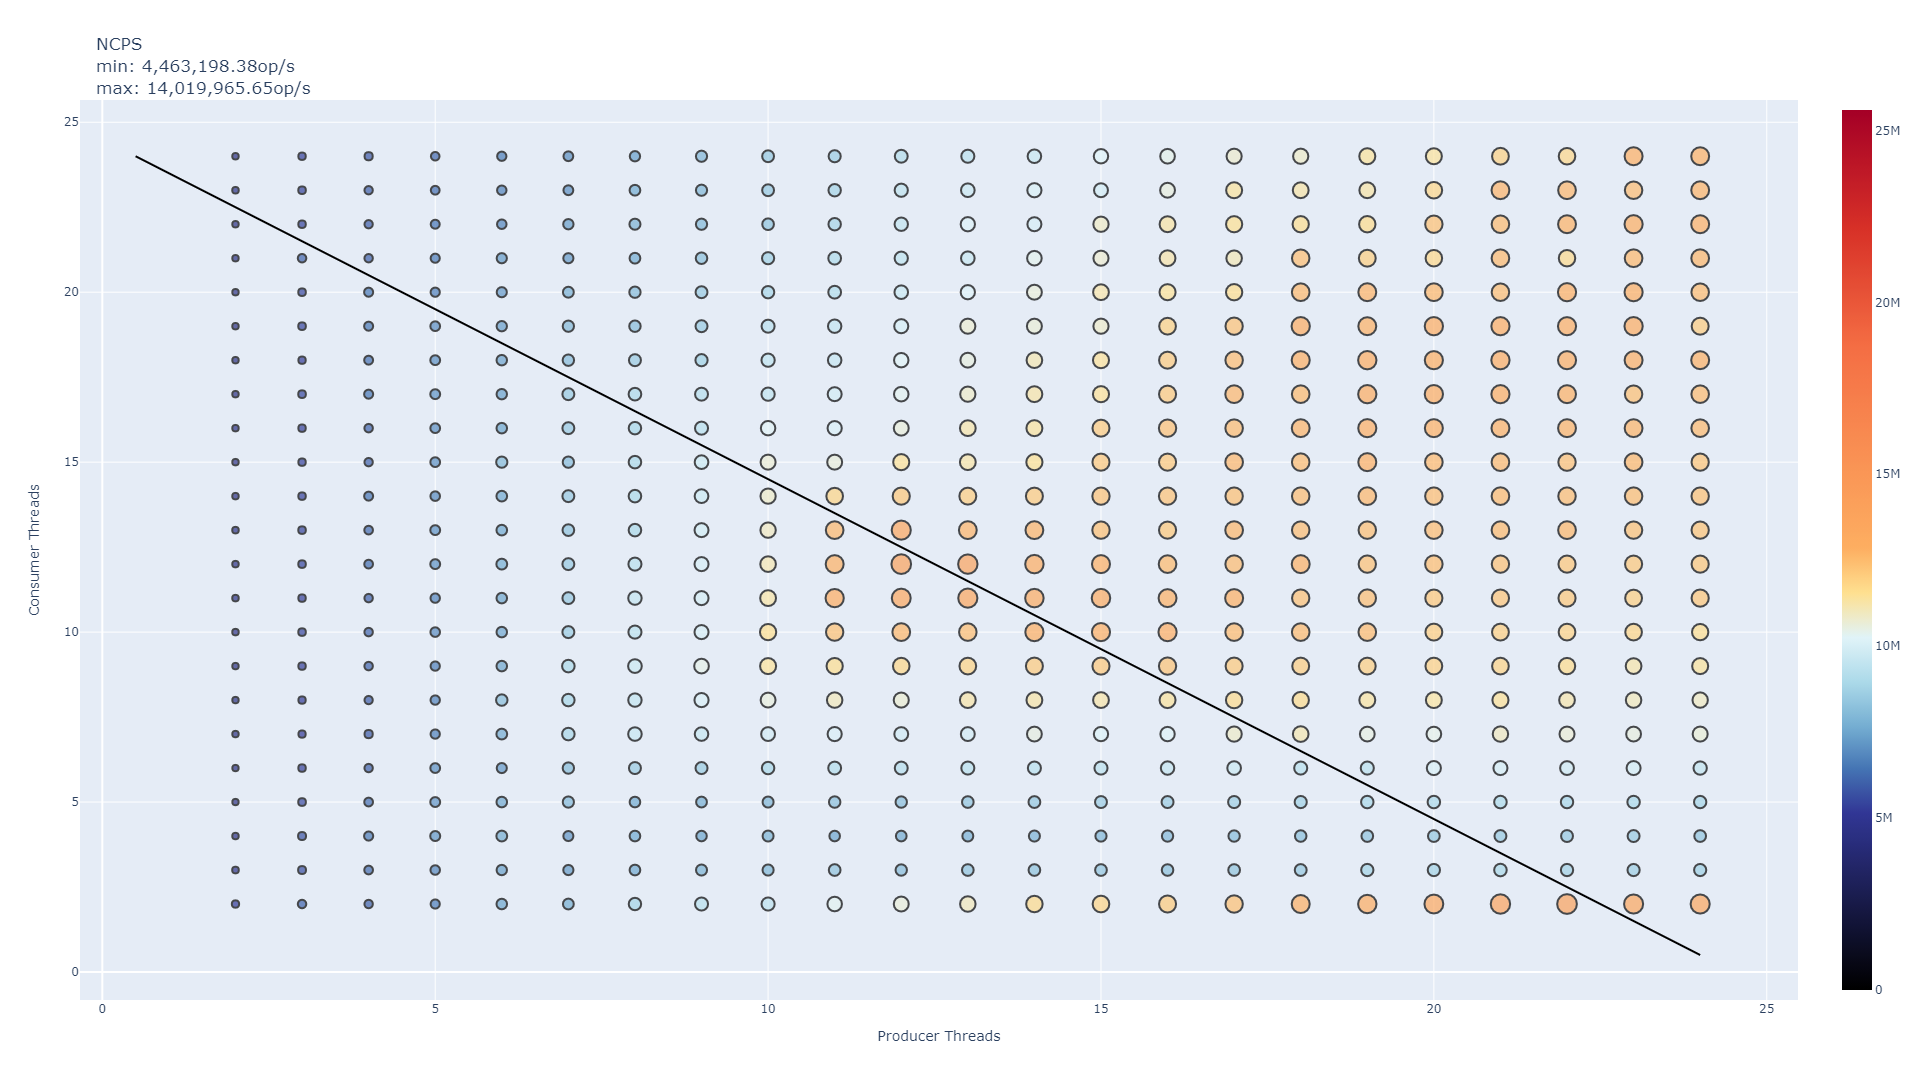 NCPS
min: 4,463,198.38op/s
max: 14,019,965.65op/s
25
20
15
10
5
0
Consumer Threads
0
5
10
15
20
25
Producer Threads
25M
20M
15M
10M
5M
0